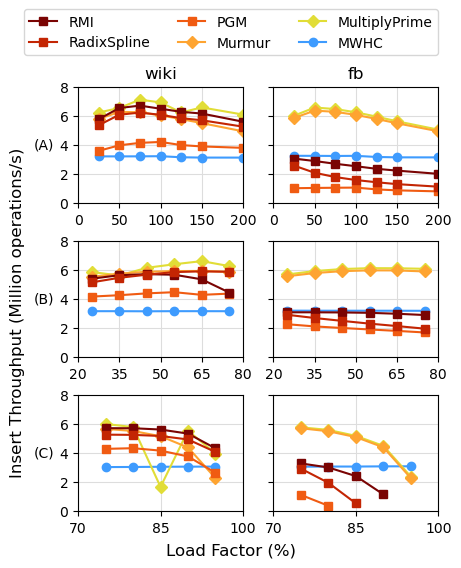 RMI PGM MultiplyPrime
RadixSpline Murmur MWHC
wiki fb
Insert Throughput (Million operations/s)
(A)
8
6
4
2
0
0 50 100 150 200
0 50 100 150 200
(B)
8
6
4
2
0
20 35 50 65 80
20 35 50 65 80
(C)
8
6
4
2
0
70 85 100
70 85 100
Load Factor (%)